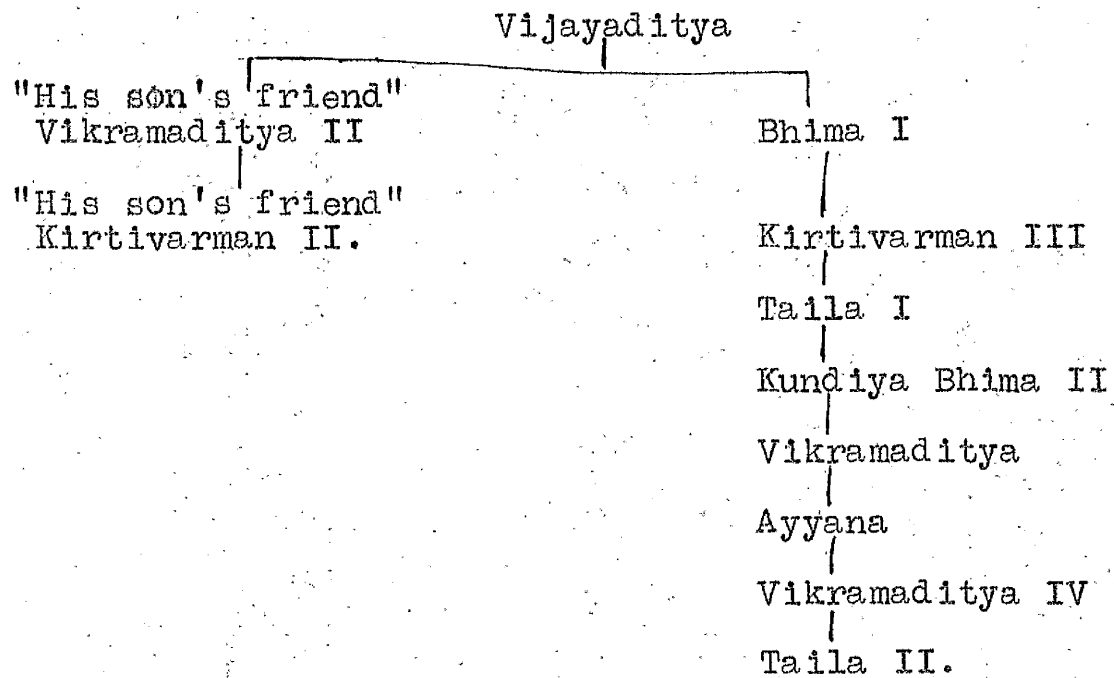 Vijayaditya
"His son's friend"
Vikramaditya II
Bhima I
"His son's friend"
Kirtivarman II.
Kirtivarman III
Taila I
Kundiya Bhima II
Vikramaditya
Ayyana
Vikramaditya IV
Taila II.